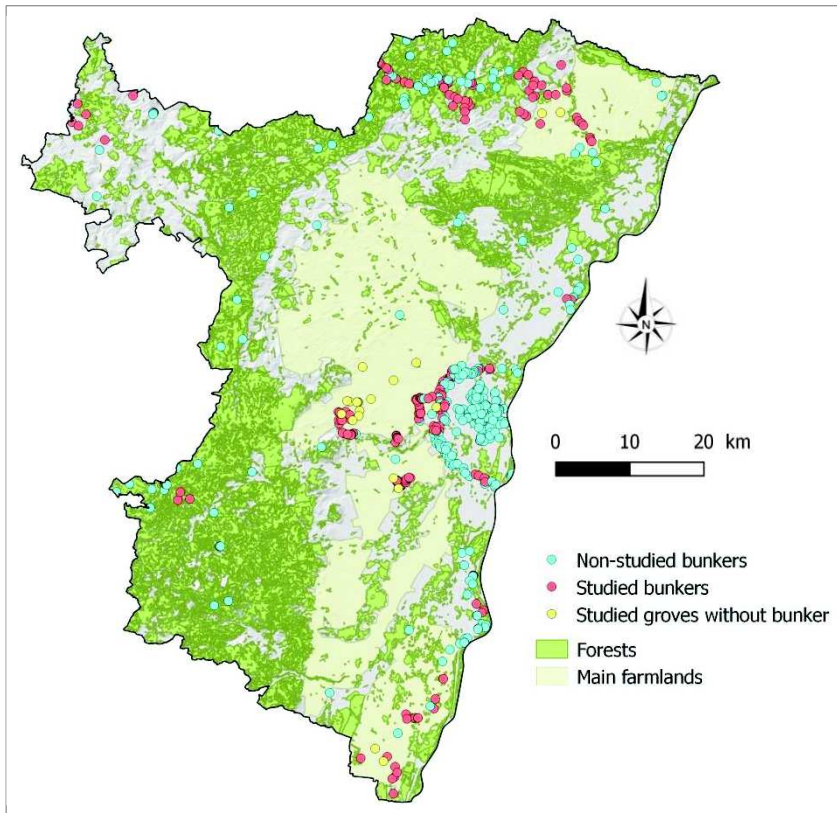 N
0 10 20 km
Non-studied bunkers
Studied bunkers
Studied groves without bunker
Forests
Main farmlands